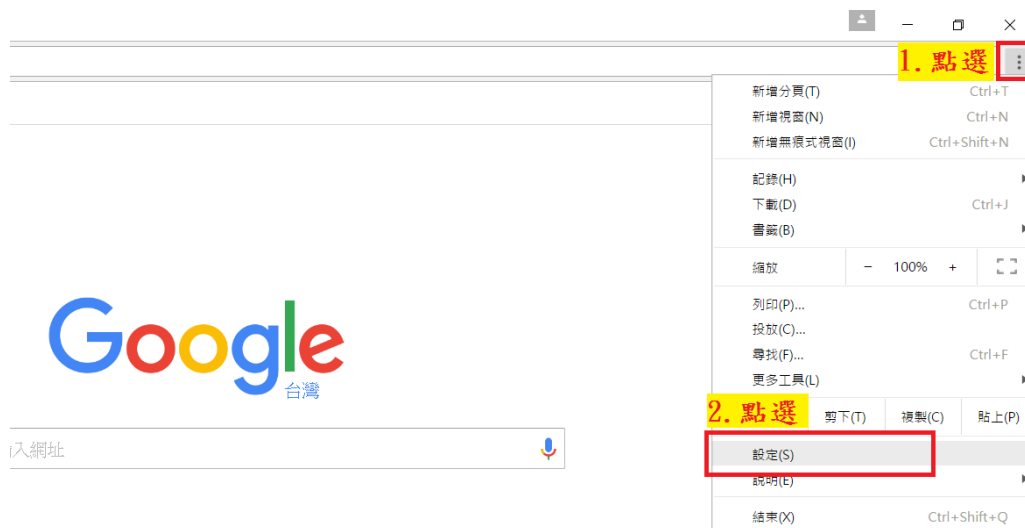 1. 點選
新增分頁(T) Ctrl+T
新增視窗(N) Ctrl+N
新增無痕式視窗(I) Ctrl+Shift+N
記錄(H)
下載(D) Ctrl+J
書籤(B)
縮放 − 100% +
列印(P)... Ctrl+P
投放(C)...
尋找(F)... Ctrl+F
更多工具(L)
2. 點選 剪下(T) 複製(C) 貼上(P)
設定(S)
說明(E)
結束(X) Ctrl+Shift+Q
Google
台灣
入網址